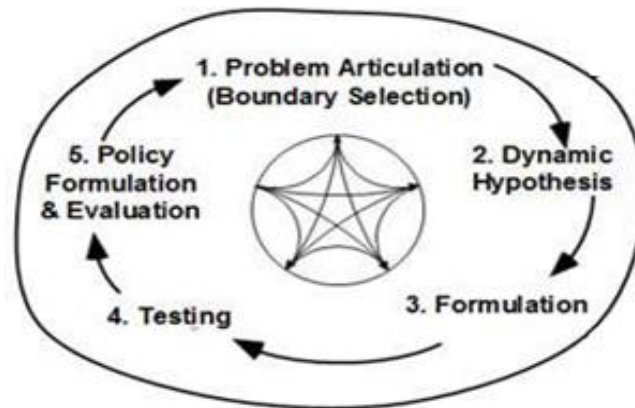 1. Problem Articulation
(Boundary Selection)
2. Dynamic
Hypothesis
3. Formulation
4. Testing
5. Policy
Formulation
& Evaluation